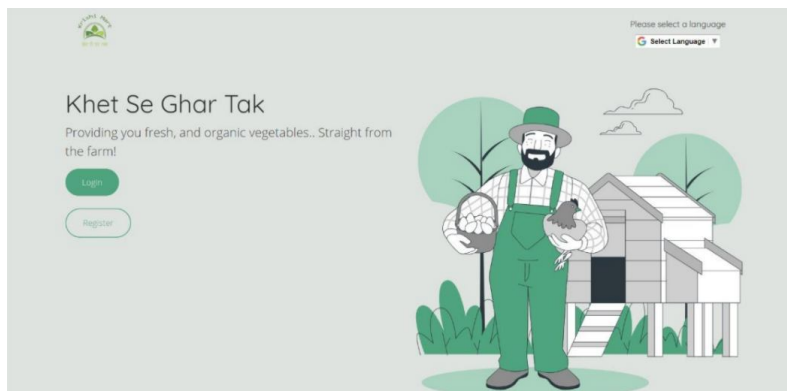 Please select a language
Select Language
Khet Se Ghar Tak
Providing you fresh, and organic vegetables.. Straight from
the farm!
Login
Register